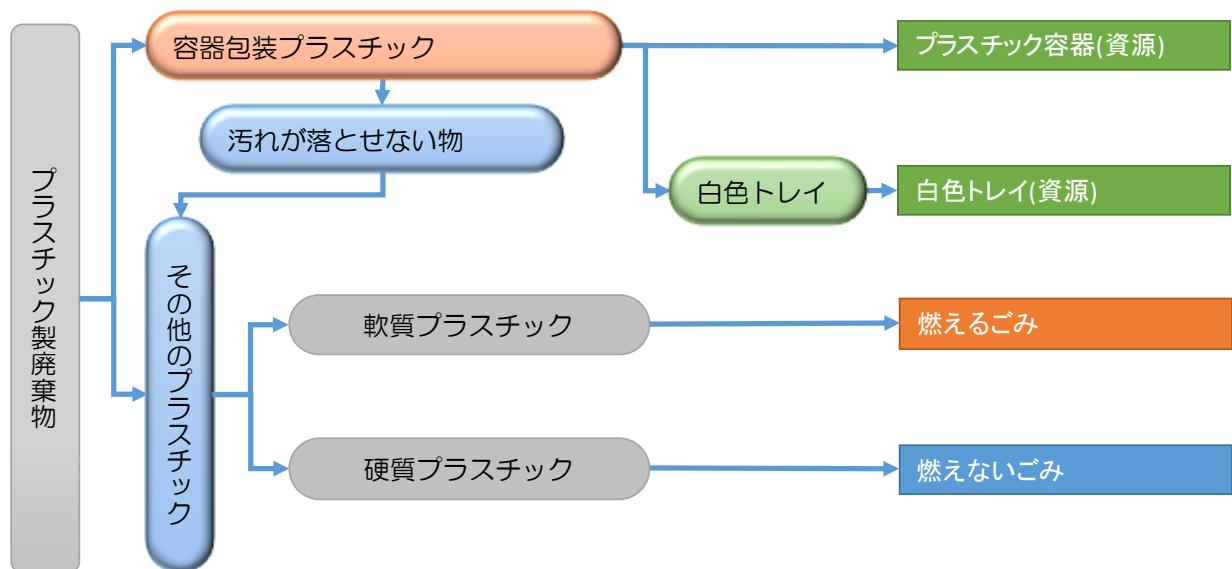 プラスチック製廃棄物
容器包装プラスチック
プラスチック容器(資源)
汚れが落とせない物
白色トレイ
白色トレイ(資源)
その他のプラスチック
軟質プラスチック
燃えるごみ
硬質プラスチック
燃えないごみ